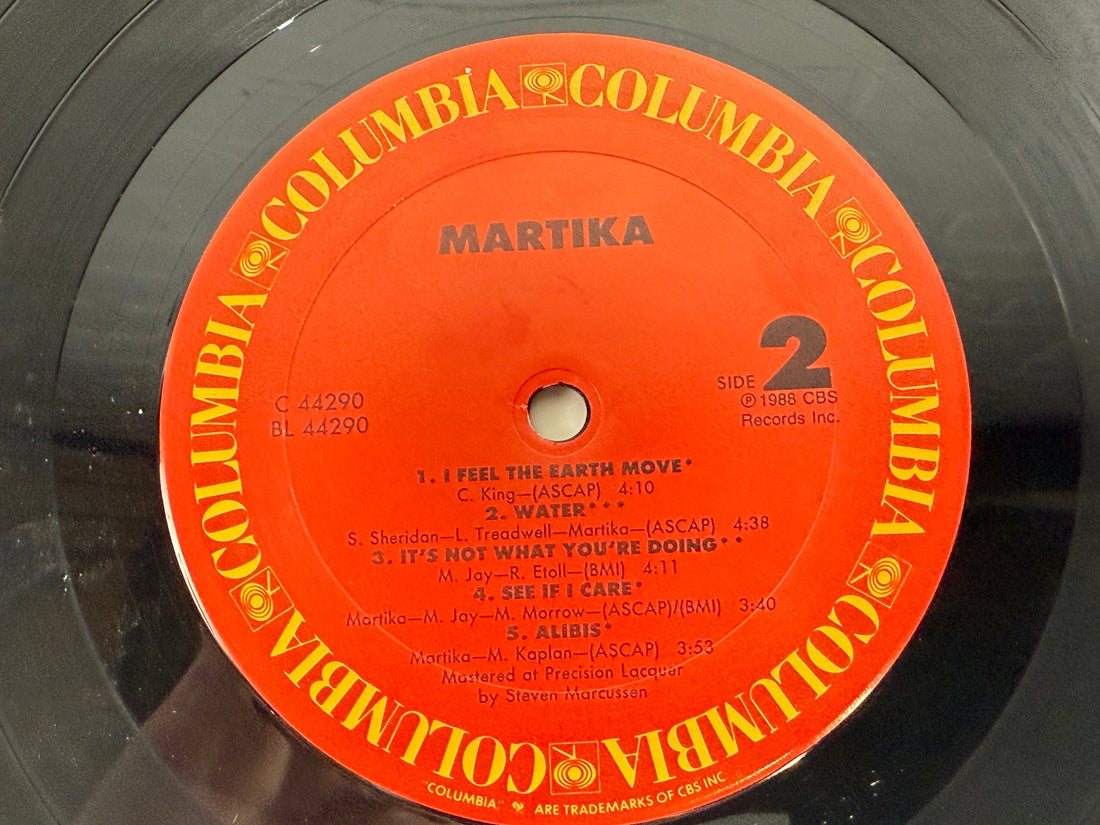 COLUMBIA COLUMBIA COLUMBIA COLUMBIA COLUMBIA COLUMBIA COLUMBIA COLUMBIA
MARTIKA
C 44290
BL 44290
SIDE 2
℗ 1988 CBS
Records Inc.
1. I FEEL THE EARTH MOVE*
C. King—(ASCAP) 4:10
2. WATER***
S. Sheridan—L. Treadwell—Martika—(ASCAP) 4:38
3. IT'S NOT WHAT YOU'RE DOING**
M. Jay—R. Etoll—(BMI) 4:11
4. SEE IF I CARE*
Martika—M. Jay—M. Morrow—(ASCAP)/(BMI) 3:40
5. ALIBIS*
Martika—M. Kaplan—(ASCAP) 3:53
Mastered at Precision Lacquer
by Steven Marcussen
"COLUMBIA," ARE TRADEMARKS OF CBS INC